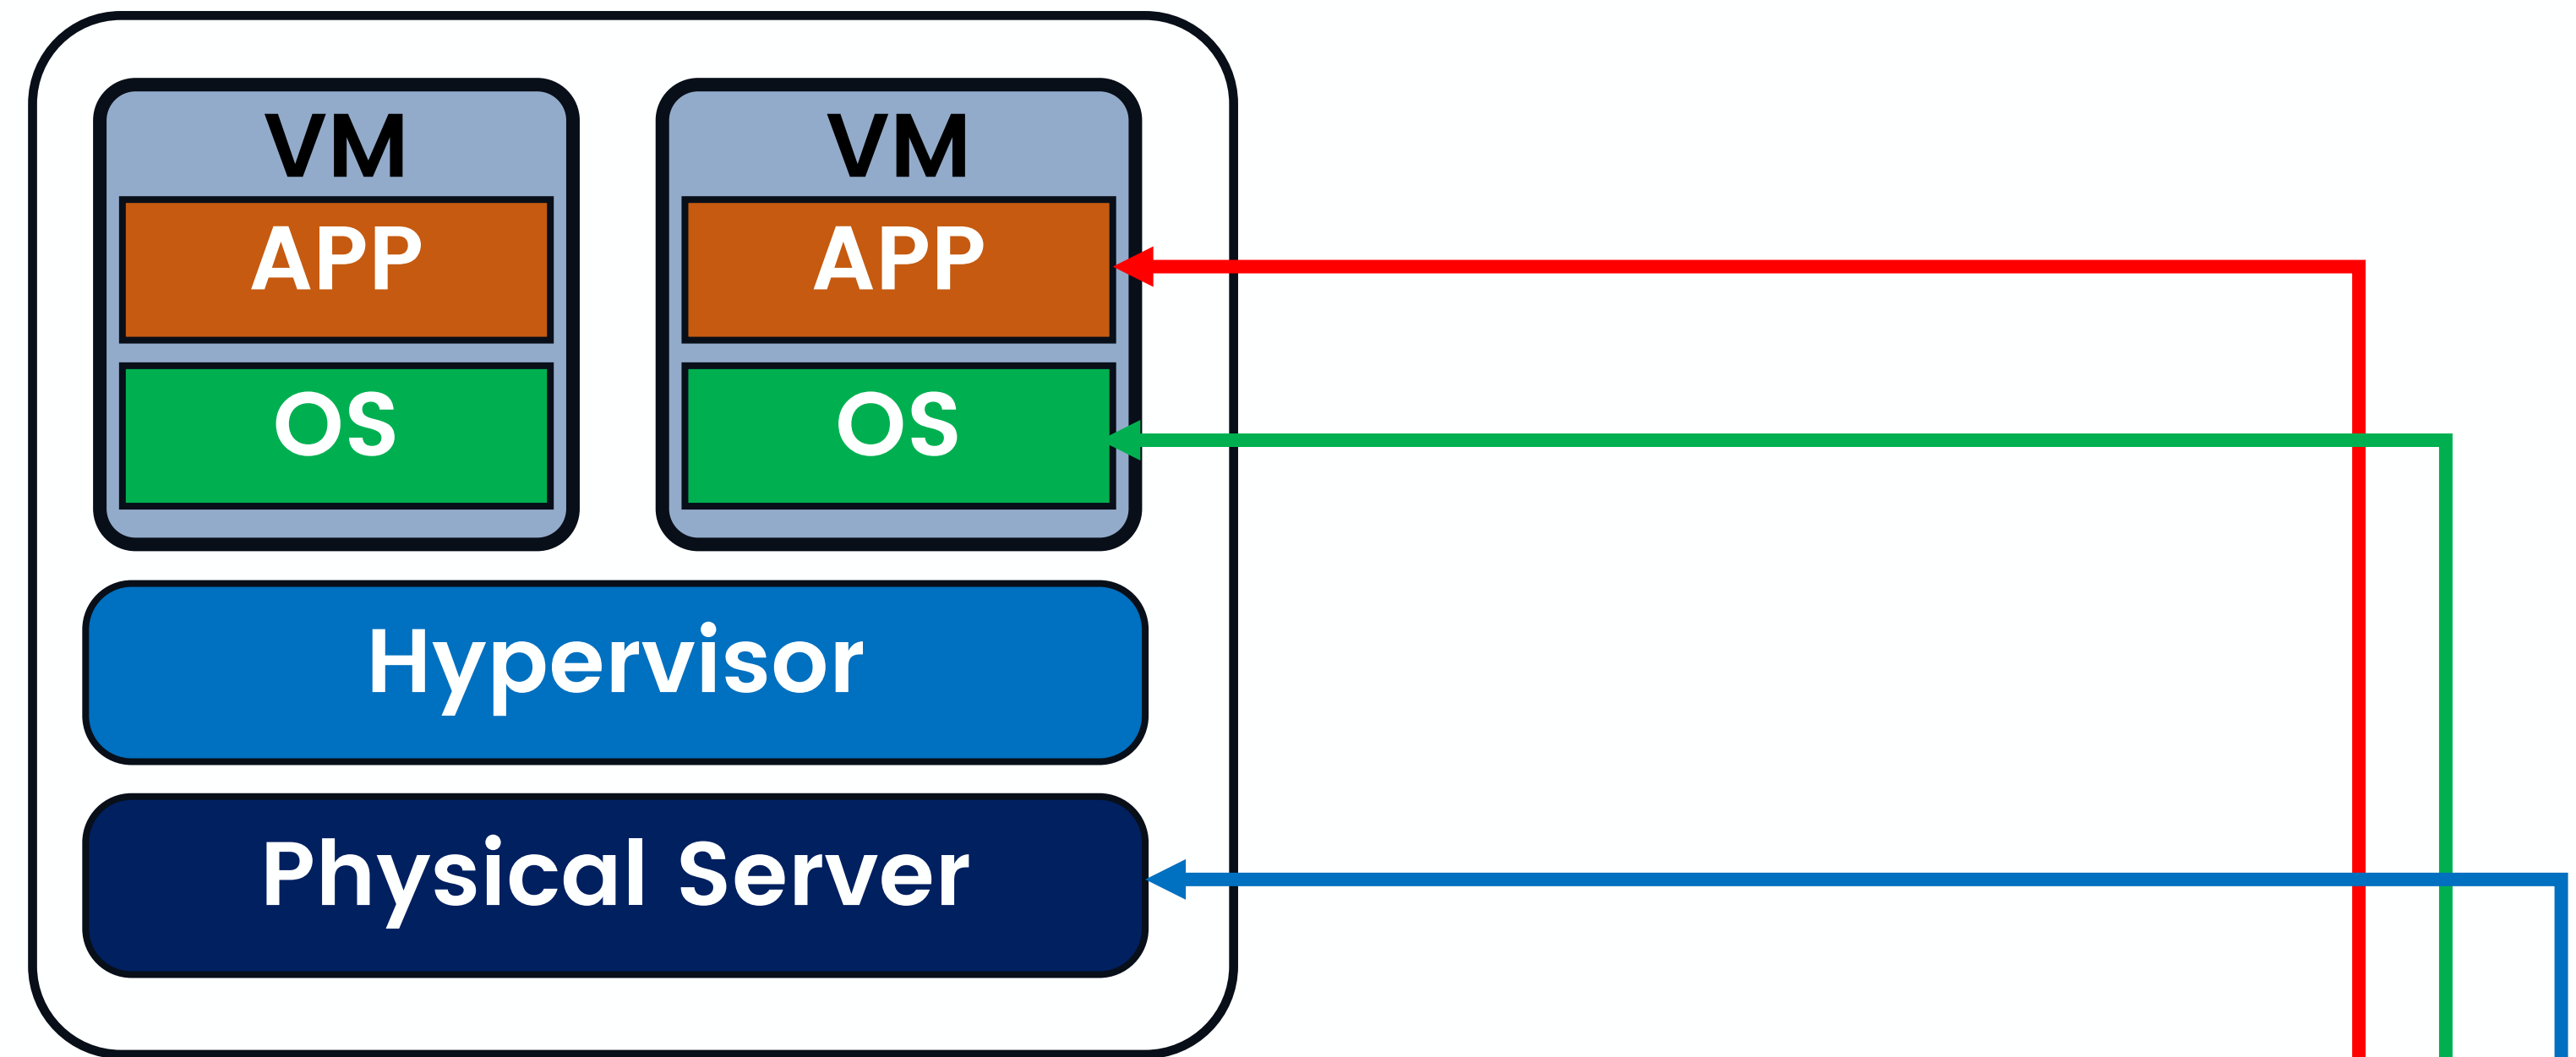 VM
APP
OS
VM
APP
OS
Hypervisor
Physical Server